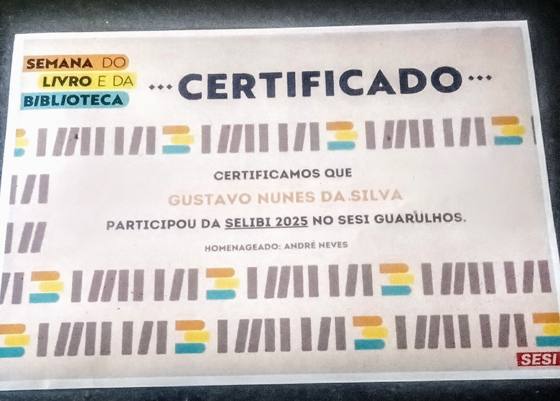 SEMANA DO
LIVRO E DA
BIBLIOTECA
···CERTIFICADO···
CERTIFICAMOS QUE
GUSTAVO NUNES DA SILVA
PARTICIPOU DA SELIBI 2025 NO SESI GUARULHOS.
HOMENAGEADO: ANDRÉ NEVES
SESI